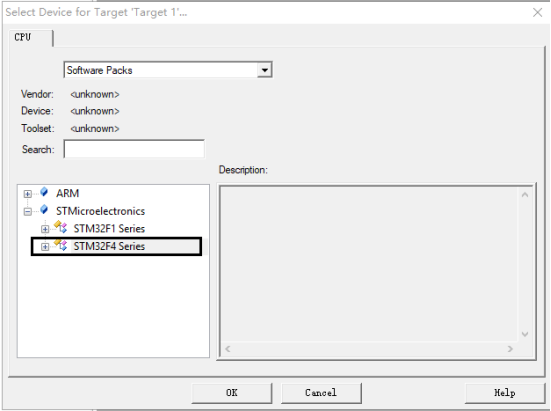 Select Device for Target 'Target 1'...
CPU
Software Packs
Vendor: <unknown>
Device: <unknown>
Toolset: <unknown>
Search:
Description:
ARM
STMicroelectronics
STM32F1 Series
STM32F4 Series
OK Cancel Help